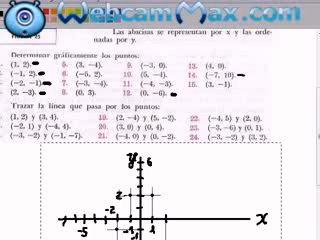 WebcamMax.com
Las abscisas se representan por x y las orde-
nadas por y.
Determinar gráficamente los puntos:
(1, 2). 5. (3, -4). 9. (-3, 0). 13. (4, 0).
(-1, 2). 6. (-5, 2). 10. (5, -4). 14. (-7, 10).
(-2, -1). 7. (-3, -4). 11. (-4, -3). 15. (3, -1).
(2, -3). 8. (0, 3). 12. (0, -6).
Trazar la línea que pasa por los puntos:
(1, 2) y (3, 4). 19. (2, -4) y (5, -2). 22. (-4, 5) y (2, 0).
(-2, 1) y (-4, 4). 20. (3, 0) y (0, 4). 23. (-3, -6) y (0, 1).
(-3, -2) y (-1, -7). 21. (-4, 0) y (0, -2). 24. (-3, -2) y (3, 2).
y 6
2
-2
-5 -1 1 x
-1